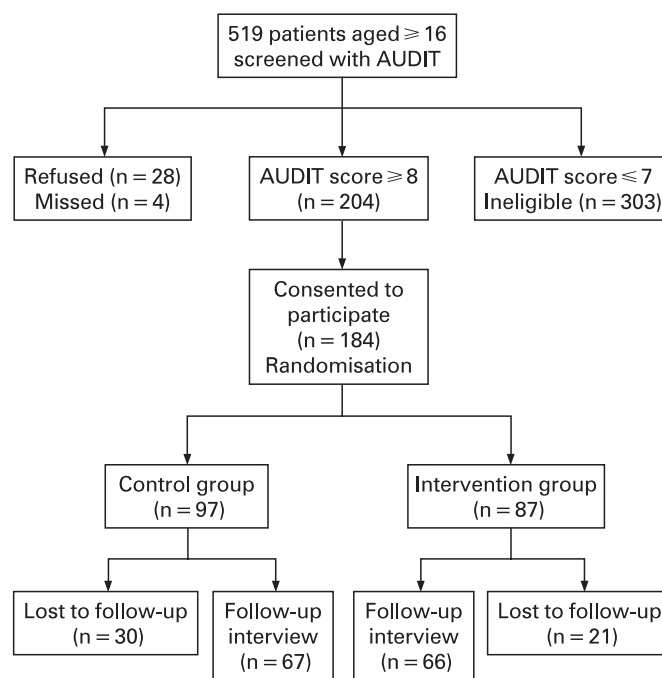 519 patients aged ≥ 16
screened with AUDIT
Refused (n = 28)
Missed (n = 4)
AUDIT score ≥ 8
(n = 204)
AUDIT score ≤ 7
Ineligible (n = 303)
Consented to
participate
(n = 184)
Randomisation
Control group
(n = 97)
Intervention group
(n = 87)
Lost to follow-up
(n = 30)
Follow-up
interview
(n = 67)
Follow-up
interview
(n = 66)
Lost to follow-up
(n = 21)